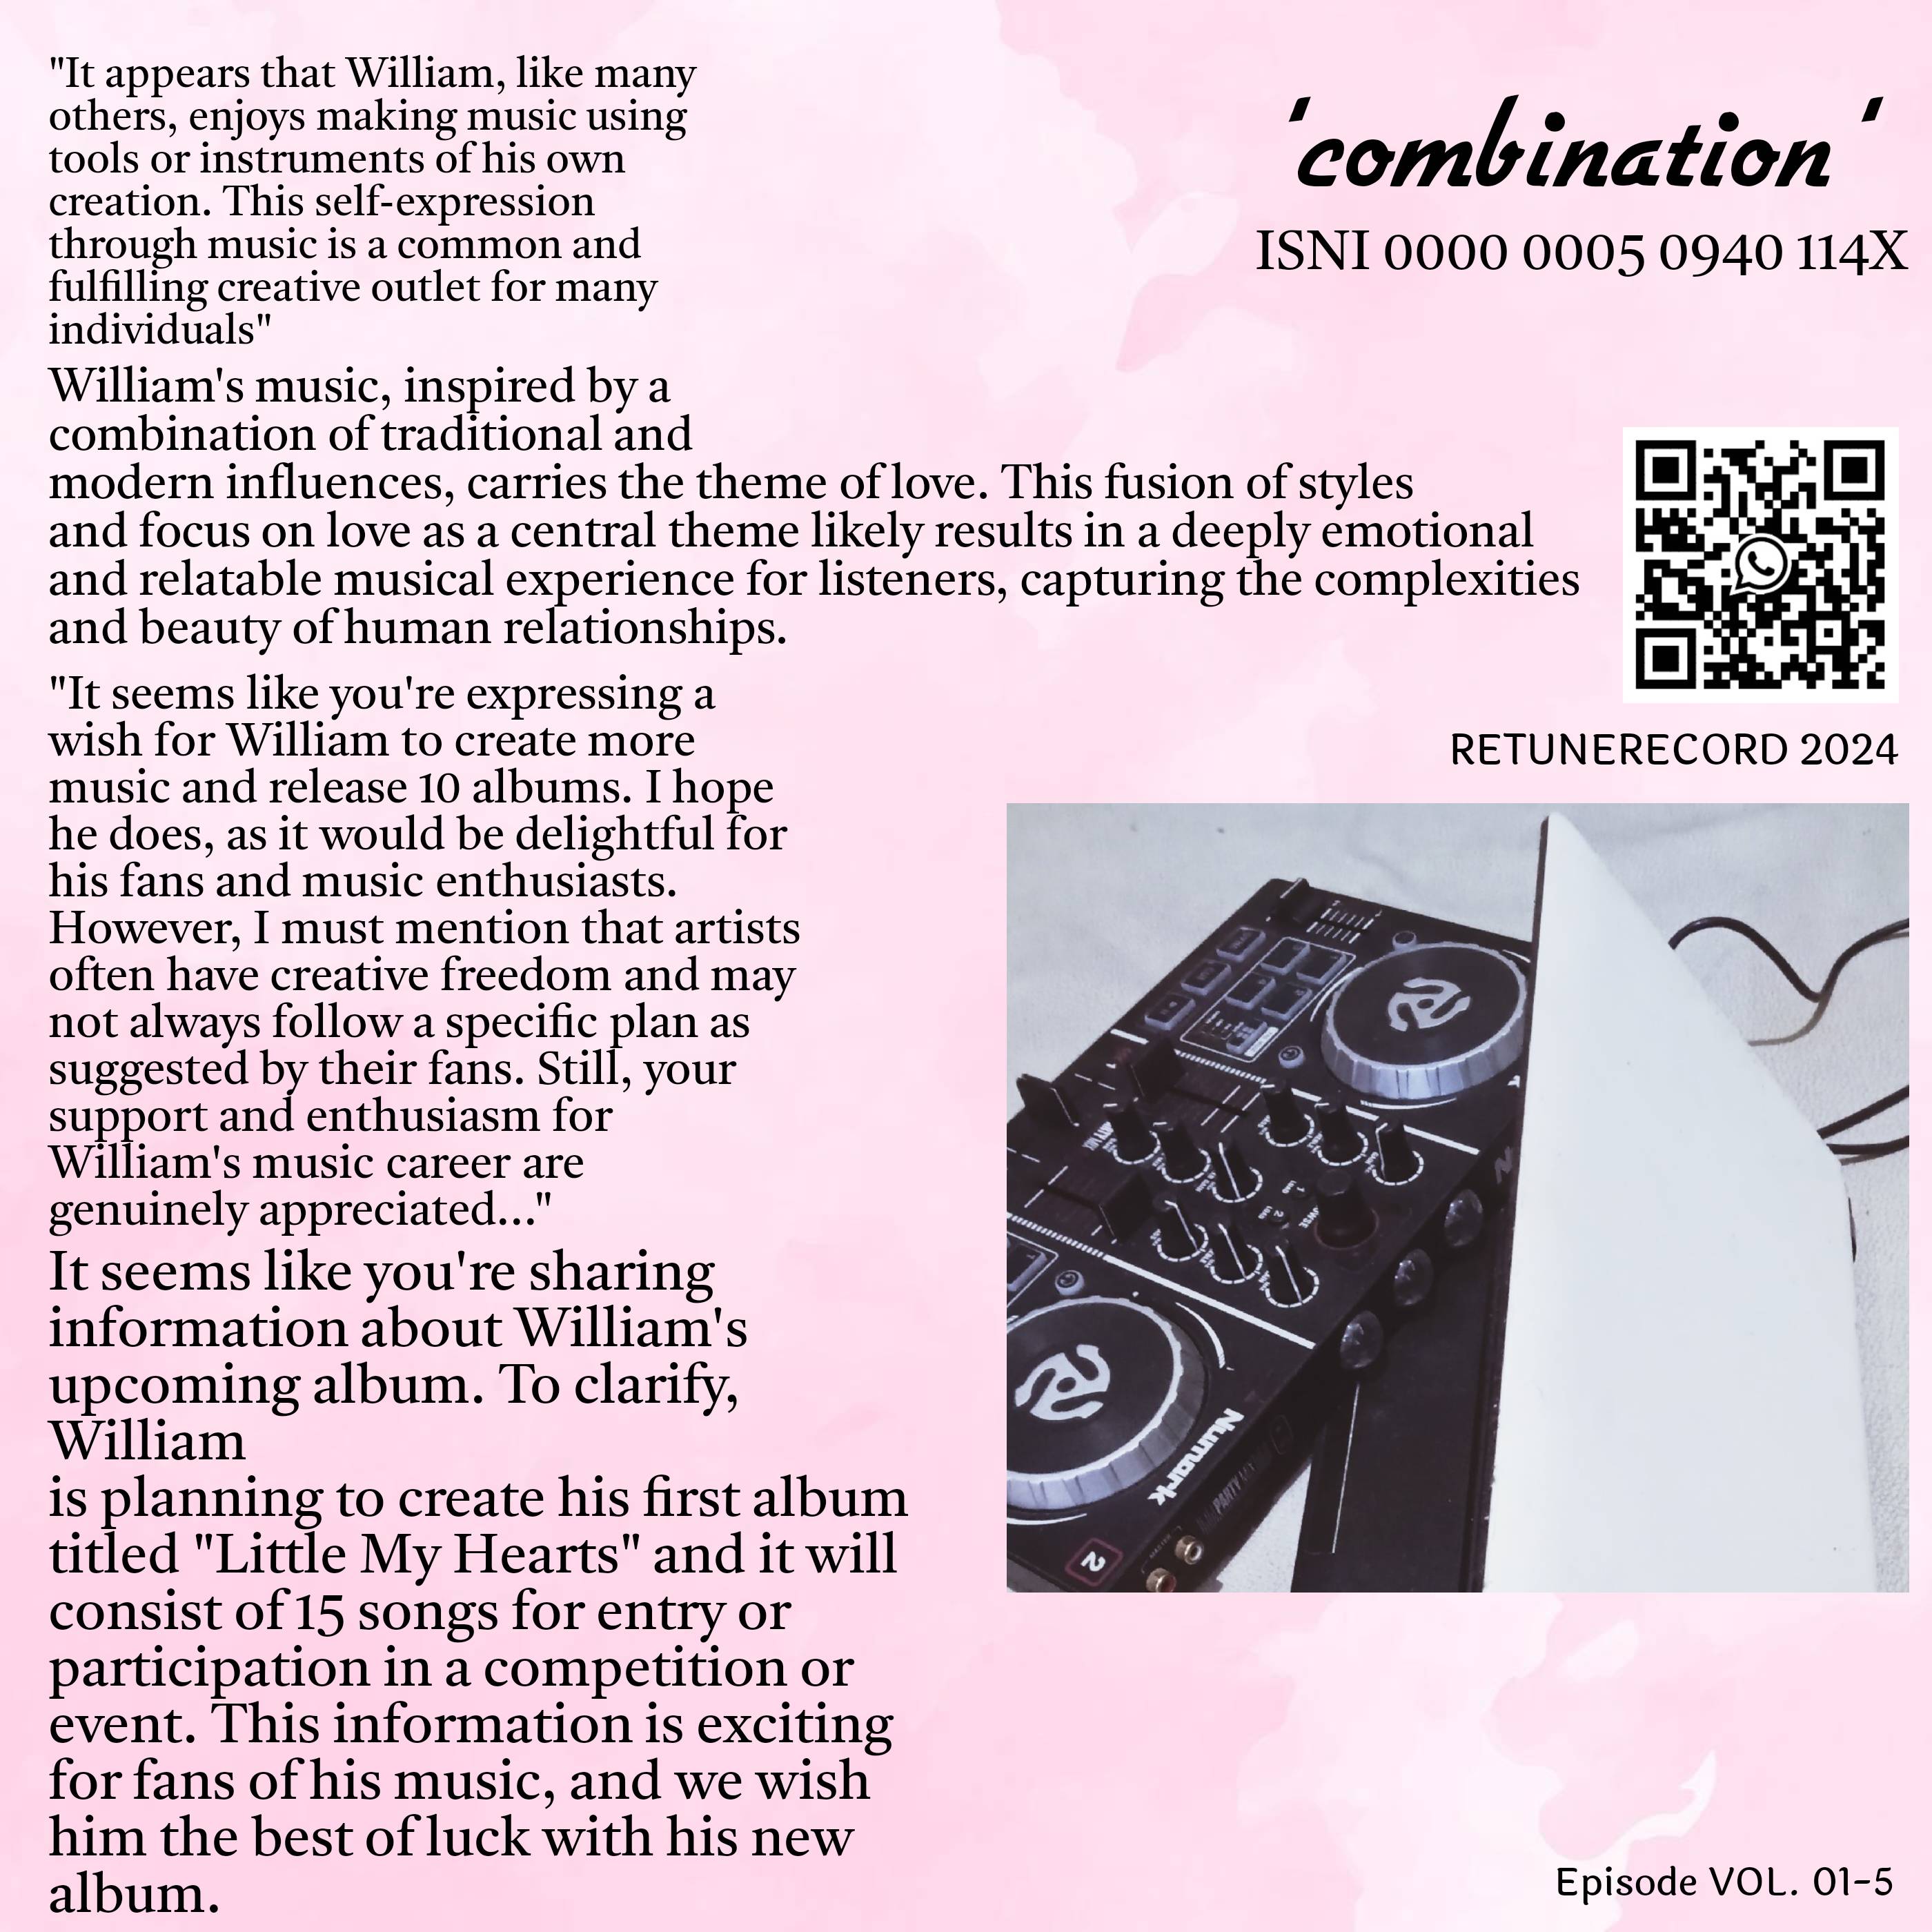 "It appears that William, like many
others, enjoys making music using
tools or instruments of his own
creation. This self-expression
through music is a common and
fulfilling creative outlet for many
individuals"
William's music, inspired by a
combination of traditional and
modern influences, carries the theme of love. This fusion of styles
and focus on love as a central theme likely results in a deeply emotional
and relatable musical experience for listeners, capturing the complexities
and beauty of human relationships.
"It seems like you're expressing a
wish for William to create more
music and release 10 albums. I hope
he does, as it would be delightful for
his fans and music enthusiasts.
However, I must mention that artists
often have creative freedom and may
not always follow a specific plan as
suggested by their fans. Still, your
support and enthusiasm for
William's music career are
genuinely appreciated..."
It seems like you're sharing
information about William's
upcoming album. To clarify,
William
is planning to create his first album
titled "Little My Hearts" and it will
consist of 15 songs for entry or
participation in a competition or
event. This information is exciting
for fans of his music, and we wish
him the best of luck with his new
album.
'combination'
ISNI 0000 0005 0940 114X
RETUNERECORD 2024
Numark
PARTY MIX
2
Episode VOL. 01-5